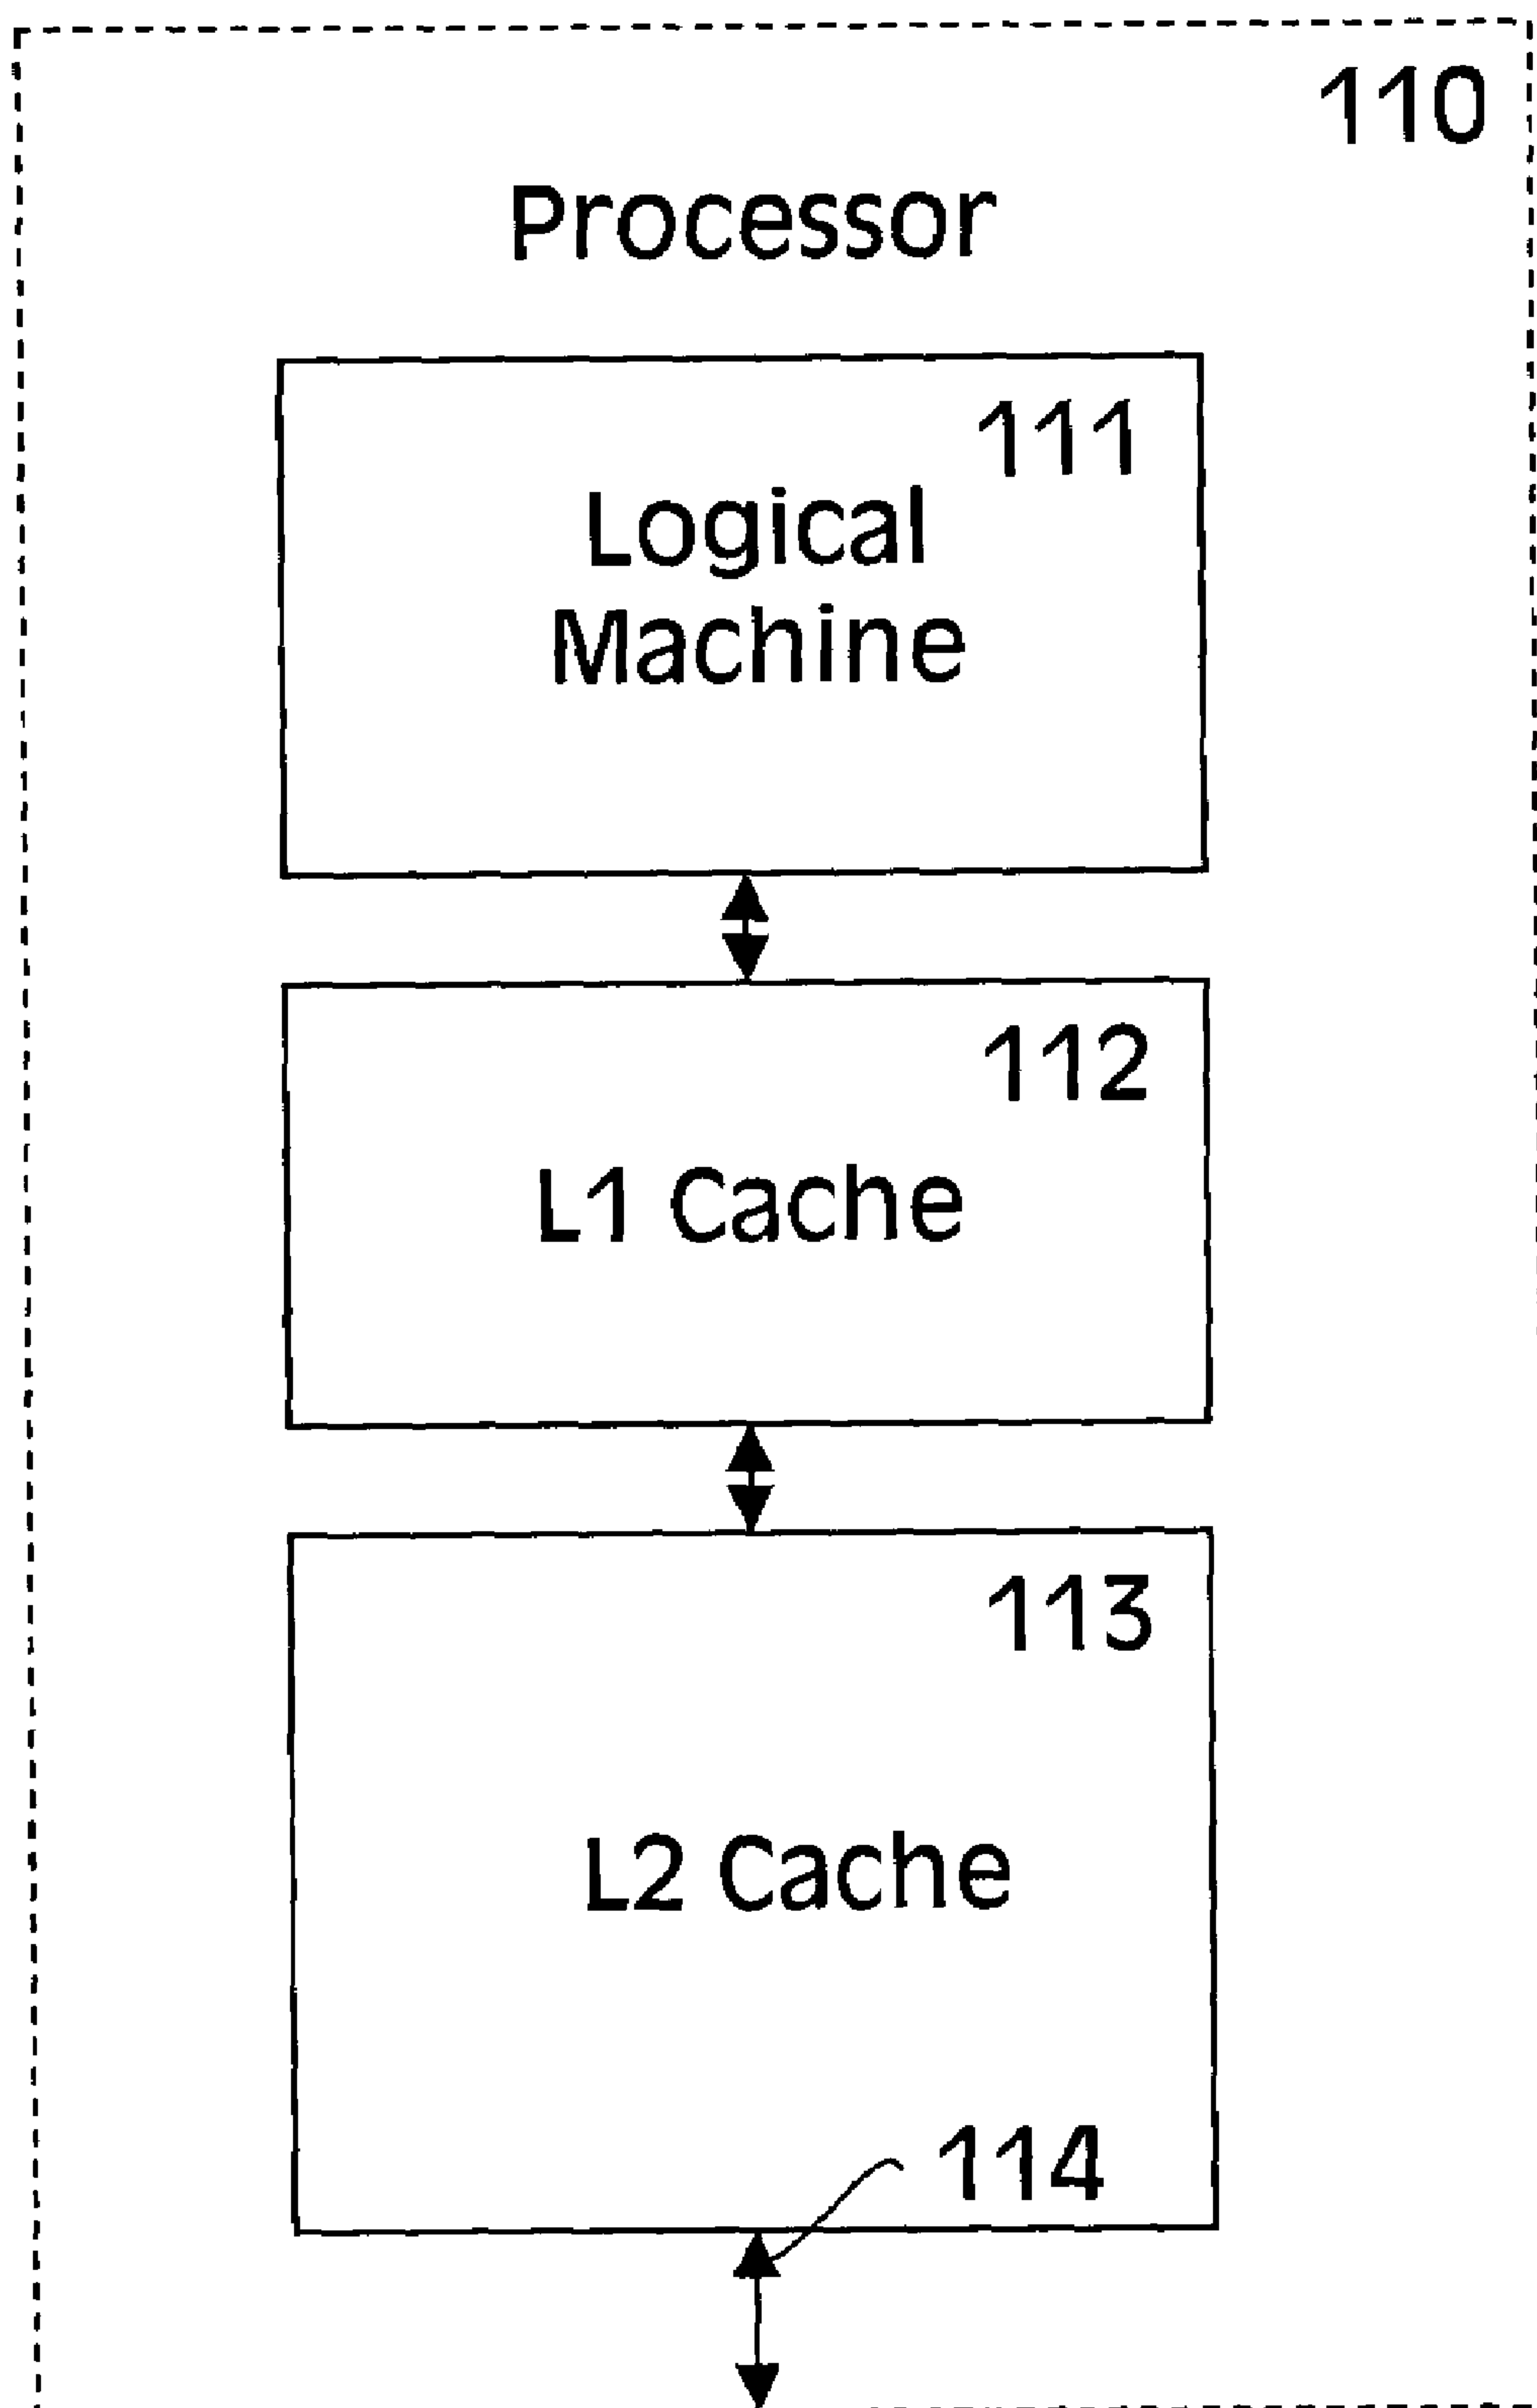 110
Processor
111
Logical
Machine
112
L1 Cache
113
L2 Cache
114